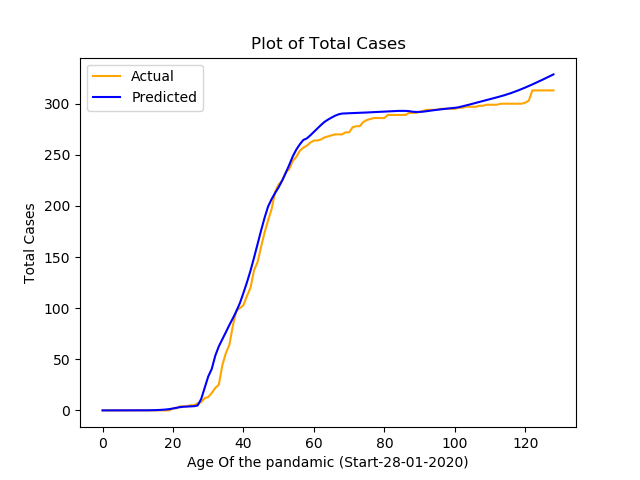 Plot of Total Cases
Actual
Predicted
300
250
200
150
100
50
0
Total Cases
0 20 40 60 80 100 120
Age Of the pandamic (Start-28-01-2020)